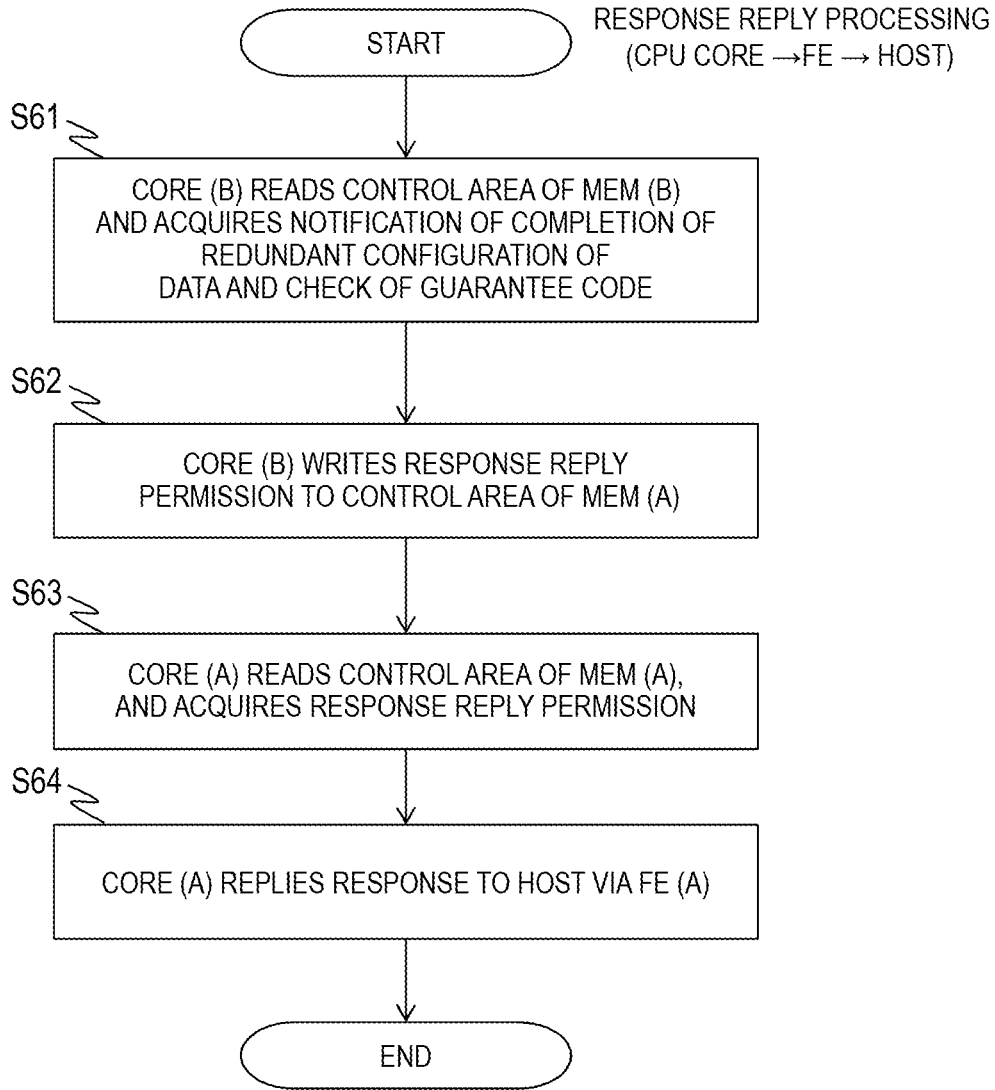 START
RESPONSE REPLY PROCESSING
(CPU CORE →FE → HOST)
S61
CORE (B) READS CONTROL AREA OF MEM (B)
AND ACQUIRES NOTIFICATION OF COMPLETION OF
REDUNDANT CONFIGURATION OF
DATA AND CHECK OF GUARANTEE CODE
S62
CORE (B) WRITES RESPONSE REPLY
PERMISSION TO CONTROL AREA OF MEM (A)
S63
CORE (A) READS CONTROL AREA OF MEM (A),
AND ACQUIRES RESPONSE REPLY PERMISSION
S64
CORE (A) REPLIES RESPONSE TO HOST VIA FE (A)
END